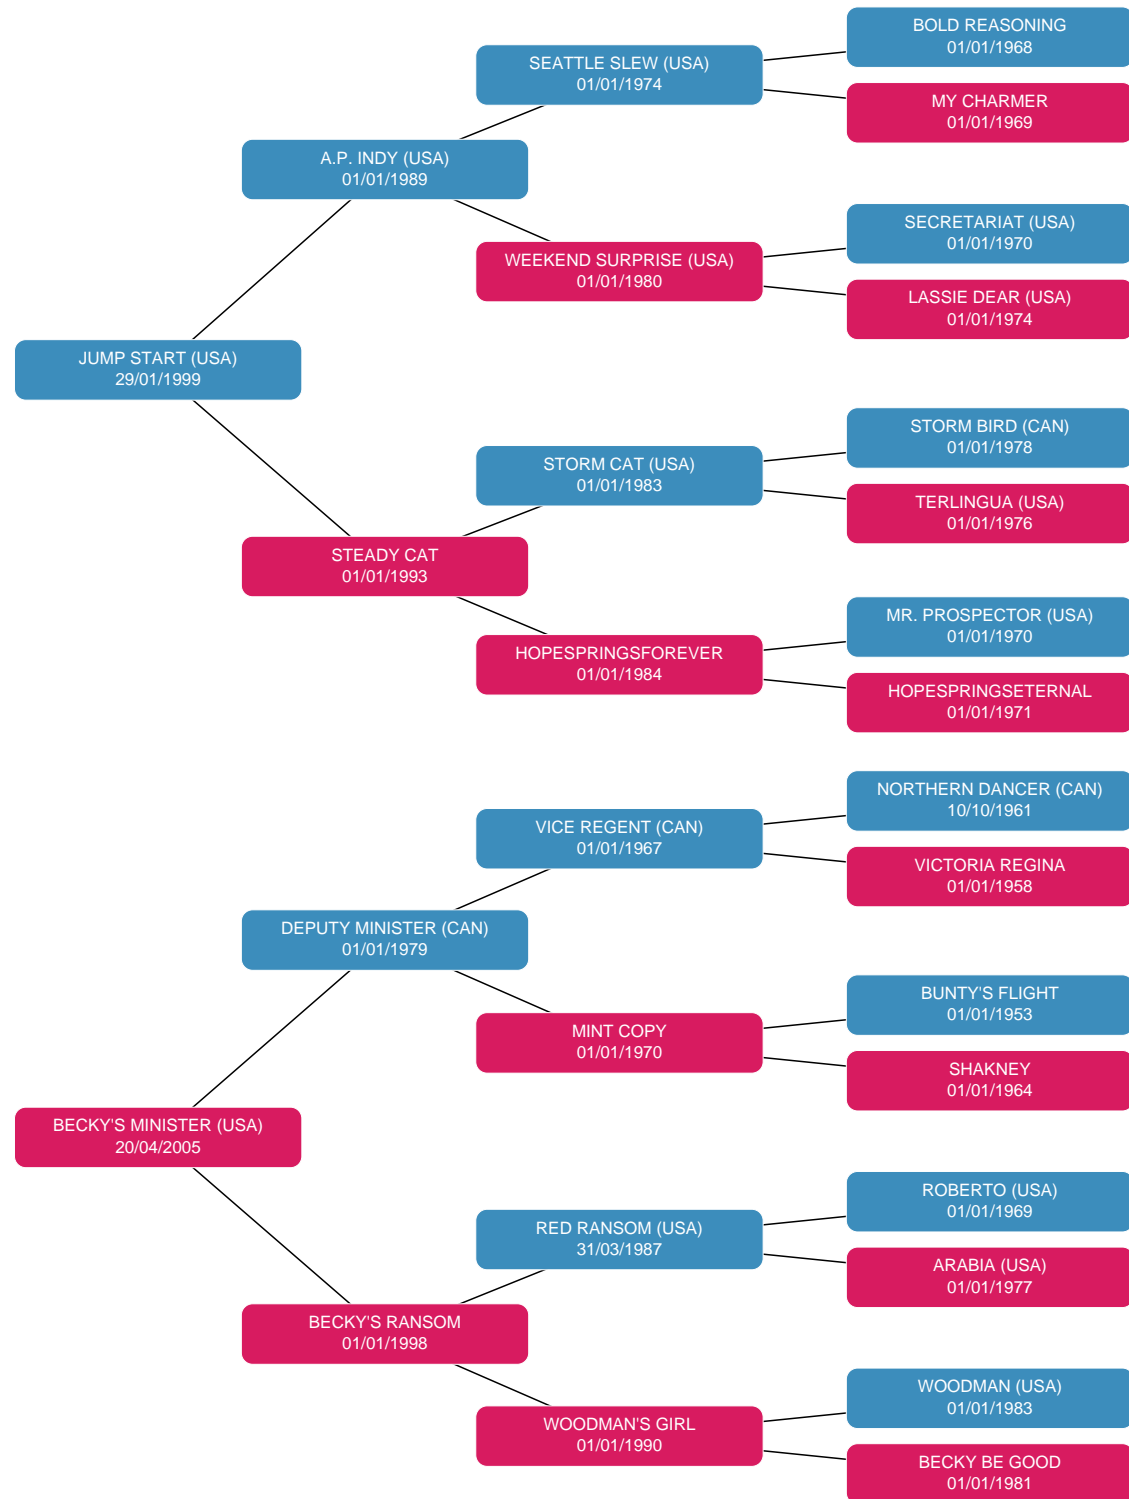 BOLD REASONING
01/01/1968
SEATTLE SLEW (USA)
01/01/1974
MY CHARMER
01/01/1969
A.P. INDY (USA)
01/01/1989
SECRETARIAT (USA)
01/01/1970
WEEKEND SURPRISE (USA)
01/01/1980
LASSIE DEAR (USA)
01/01/1974
JUMP START (USA)
29/01/1999
STORM BIRD (CAN)
01/01/1978
STORM CAT (USA)
01/01/1983
TERLINGUA (USA)
01/01/1976
STEADY CAT
01/01/1993
MR. PROSPECTOR (USA)
01/01/1970
HOPESPRINGSFOREVER
01/01/1984
HOPESPRINGSETERNAL
01/01/1971
NORTHERN DANCER (CAN)
10/10/1961
VICE REGENT (CAN)
01/01/1967
VICTORIA REGINA
01/01/1958
DEPUTY MINISTER (CAN)
01/01/1979
BUNTY'S FLIGHT
01/01/1953
MINT COPY
01/01/1970
SHAKNEY
01/01/1964
BECKY'S MINISTER (USA)
20/04/2005
ROBERTO (USA)
01/01/1969
RED RANSOM (USA)
31/03/1987
ARABIA (USA)
01/01/1977
BECKY'S RANSOM
01/01/1998
WOODMAN (USA)
01/01/1983
WOODMAN'S GIRL
01/01/1990
BECKY BE GOOD
01/01/1981